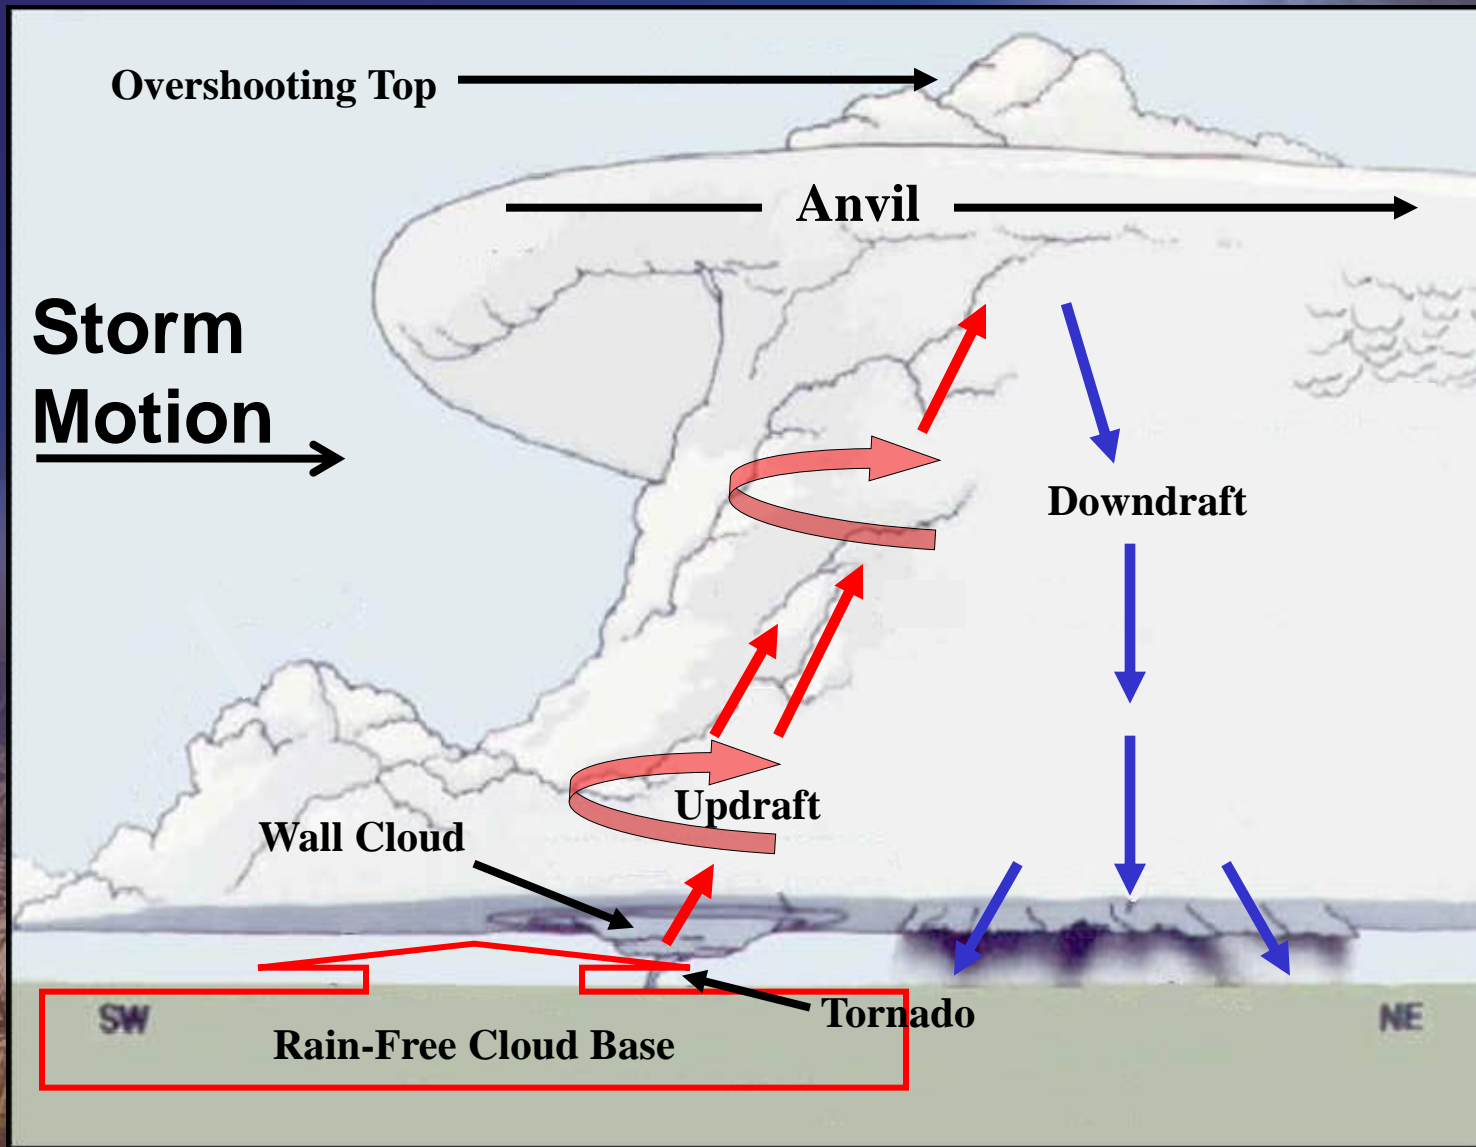 Overshooting Top
Anvil
Storm
Motion
Downdraft
Updraft
Wall Cloud
Tornado
SW
NE
Rain-Free Cloud Base